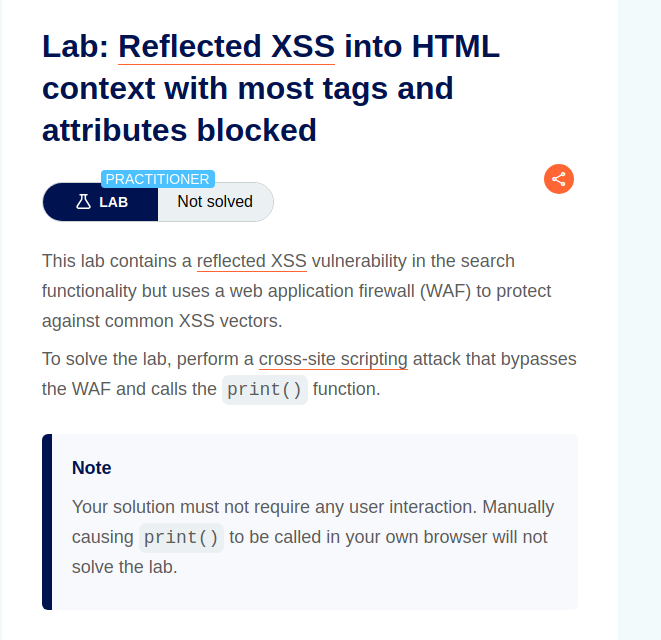 Lab: Reflected XSS into HTML
context with most tags and
attributes blocked
PRACTITIONER
LAB
Not solved
This lab contains a reflected XSS vulnerability in the search
functionality but uses a web application firewall (WAF) to protect
against common XSS vectors.
To solve the lab, perform a cross-site scripting attack that bypasses
the WAF and calls the print() function.
Note
Your solution must not require any user interaction. Manually
causing print() to be called in your own browser will not
solve the lab.